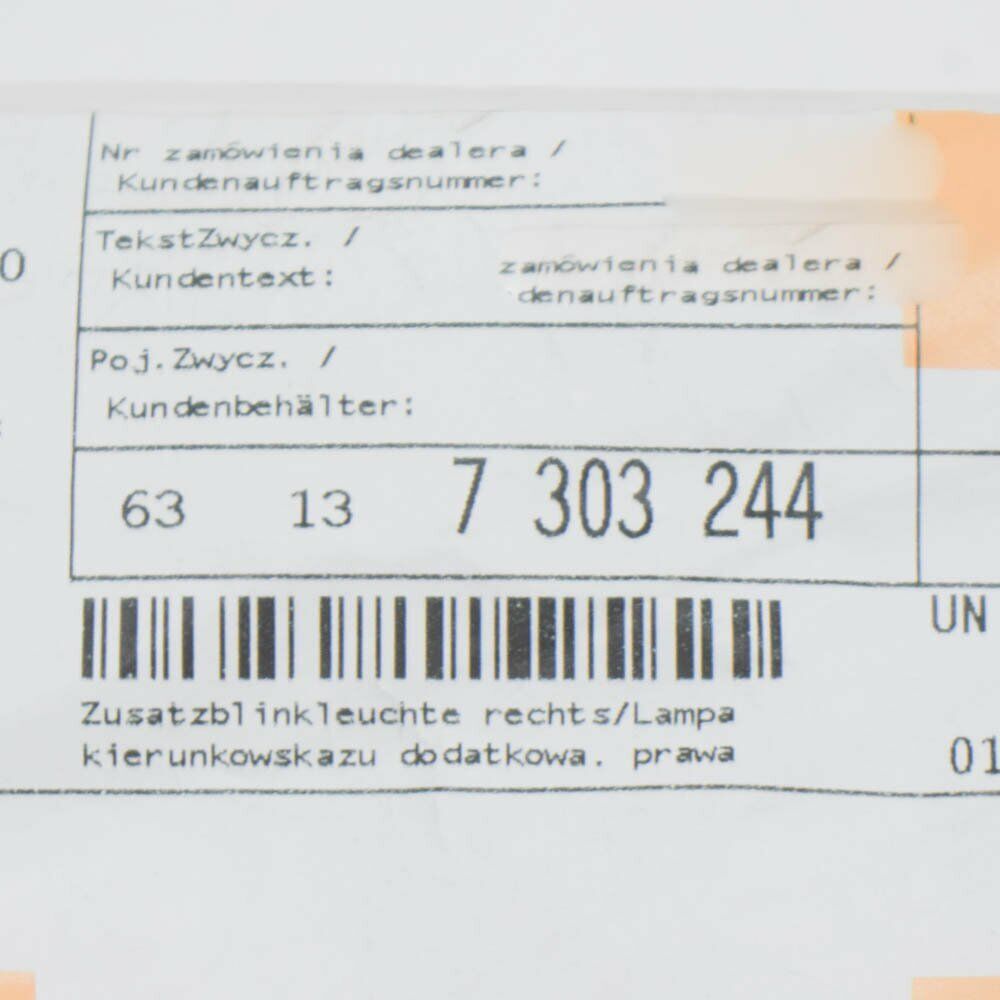 Nr zamówienia dealera /
Kundenauftragsnummer:
TekstZwycz. /
Kundentext:
zamówienia dealera /
denauftragsnummer:
0
Poj.Zwycz. /
Kundenbehälter:
63 13 7 303 244
UN
Zusatzblinkleuchte rechts/Lampa
kierunkowskazu dodatkowa. prawa
01